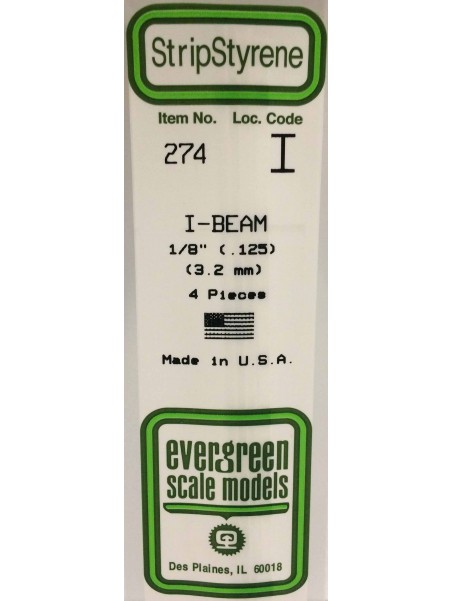 StripStyrene
Item No. Loc. Code
274 I
I-BEAM
1/8" (.125)
(3.2 mm)
4 Pieces
Made in U.S.A.
evergreen
scale models
Des Plaines, IL 60018